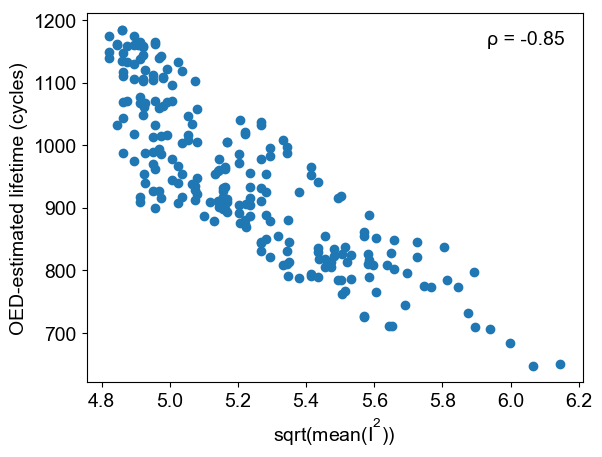 1200
1100
1000
900
800
700
OED-estimated lifetime (cycles)
ρ = -0.85
4.8 5.0 5.2 5.4 5.6 5.8 6.0 6.2
sqrt(mean(I²))